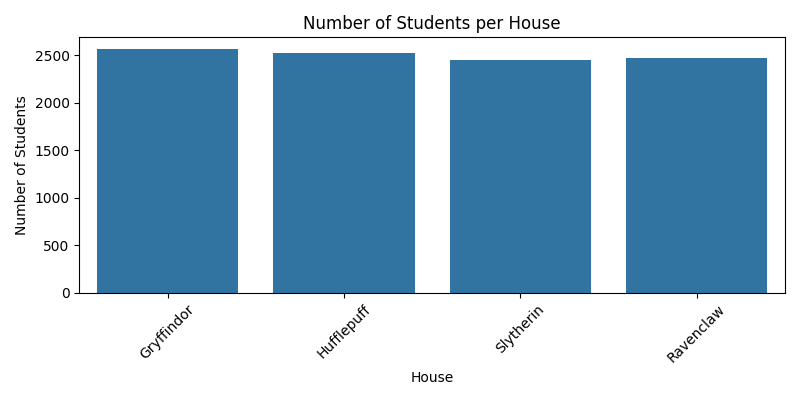 Number of Students per House
Number of Students
2500
2000
1500
1000
500
0
Gryffindor
Hufflepuff
Slytherin
Ravenclaw
House